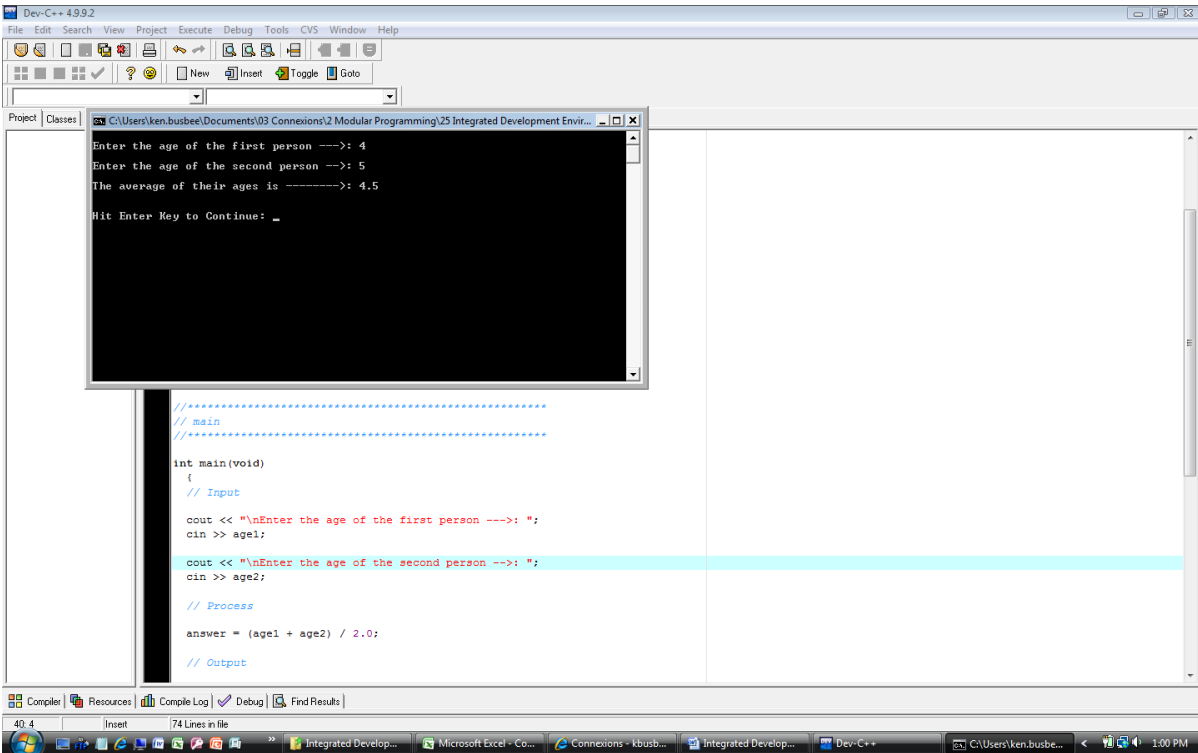 Dev-C++ 4.9.9.2
File Edit Search View Project Execute Debug Tools CVS Window Help
New Insert Toggle Goto
Project Classes
C:\Users\ken.busbee\Documents\03 Connexions\2 Modular Programming\25 Integrated Development Envir...
Enter the age of the first person --->: 4
Enter the age of the second person -->: 5
The average of their ages is -------->: 4.5
Hit Enter Key to Continue: _
//******************************************************
// main
//******************************************************
int main(void)
{
// Input
cout << "\nEnter the age of the first person --->: ";
cin >> age1;
cout << "\nEnter the age of the second person -->: ";
cin >> age2;
// Process
answer = (age1 + age2) / 2.0;
// Output
Compiler Resources Compile Log Debug Find Results
40: 4 Insert 74 Lines in file
Integrated Develop... Microsoft Excel - Co... Connexions - kbusb... Integrated Develop... Dev-C++ C:\Users\ken.busbe... 1:00 PM